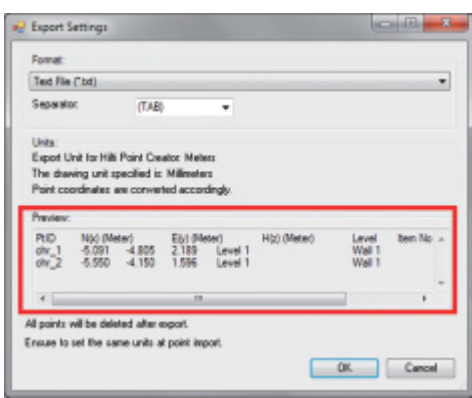 Export Settings
Format:
Text File (*.txt)
Separator: (TAB)
Units:
Export Unit for Hilti Point Creator: Meters
The drawing unit specified is: Millimeters
Point coordinates are converted accordingly.
Preview:
PtID N(x) (Meter) E(y) (Meter) H(z) (Meter) Level Item No
chr_1 -5.091 -4.805 2.189 Level 1 Wall 1
chr_2 -5.550 -4.150 1.596 Level 1 Wall 1
All points will be deleted after export.
Ensure to set the same units at point import.
OK Cancel